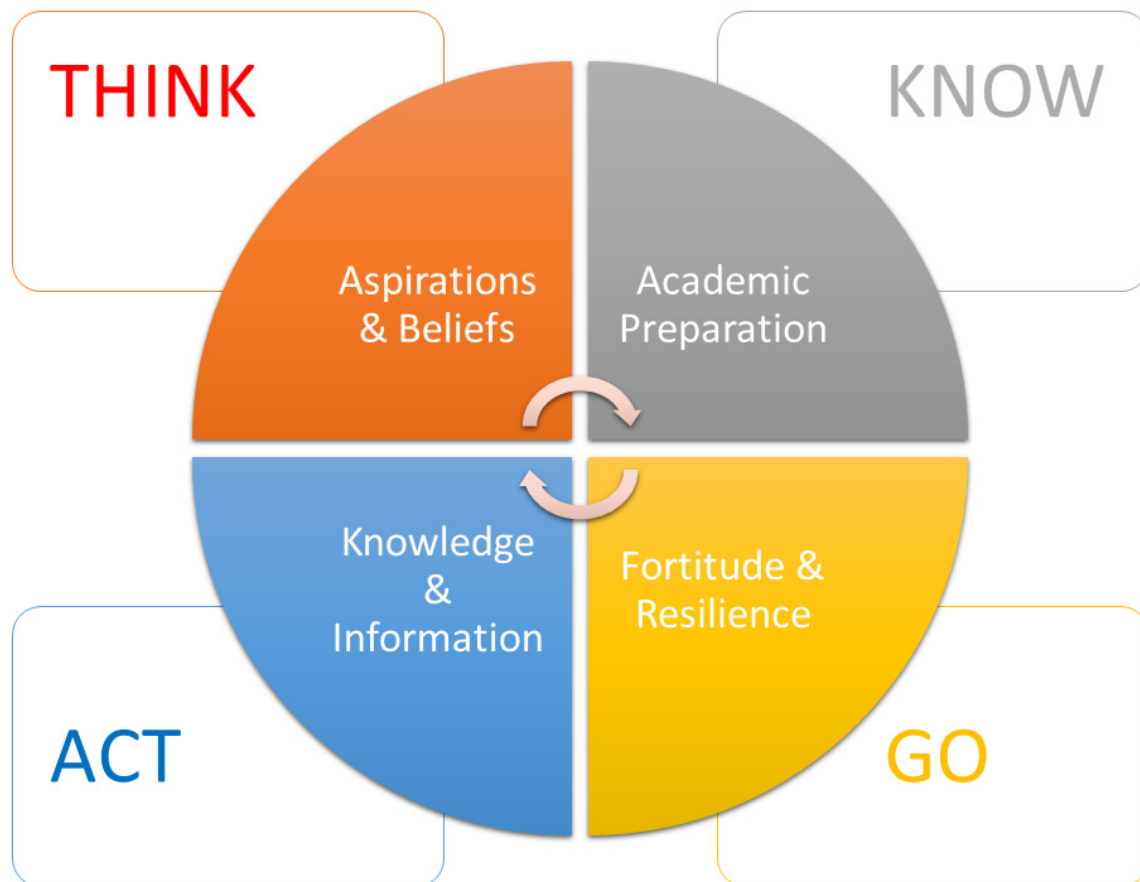 THINK
KNOW
Aspirations
& Beliefs
Academic
Preparation
Knowledge
&
Information
Fortitude &
Resilience
ACT
GO